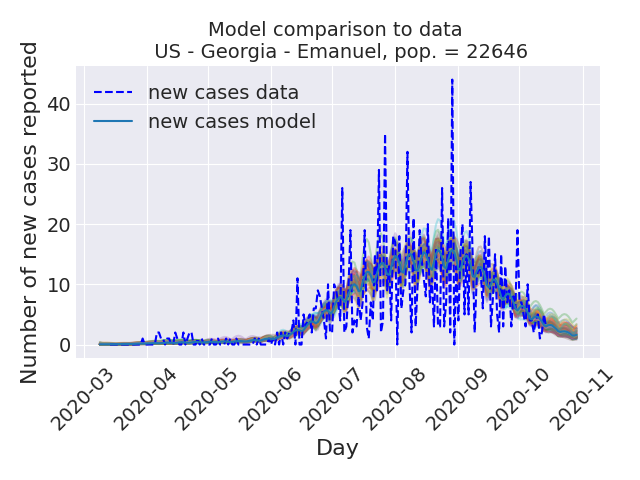 Model comparison to data
US - Georgia - Emanuel, pop. = 22646
Number of new cases reported
new cases data
new cases model
40
30
20
10
0
2020-03
2020-04
2020-05
2020-06
2020-07
2020-08
2020-09
2020-10
2020-11
Day